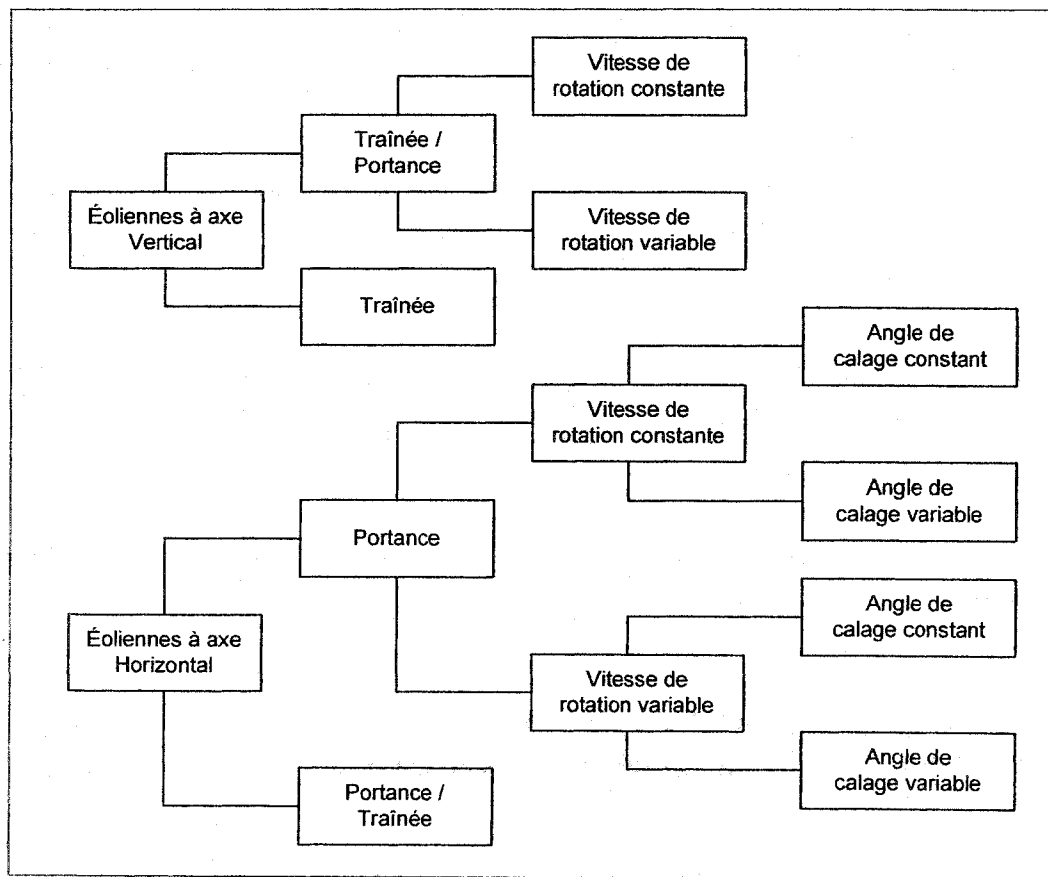 Vitesse de
rotation constante
Traînée /
Portance
Éoliennes à axe
Vertical
Vitesse de
rotation variable
Traînée
Angle de
calage constant
Vitesse de
rotation constante
Angle de
calage variable
Portance
Éoliennes à axe
Horizontal
Angle de
calage constant
Vitesse de
rotation variable
Angle de
calage variable
Portance /
Traînée